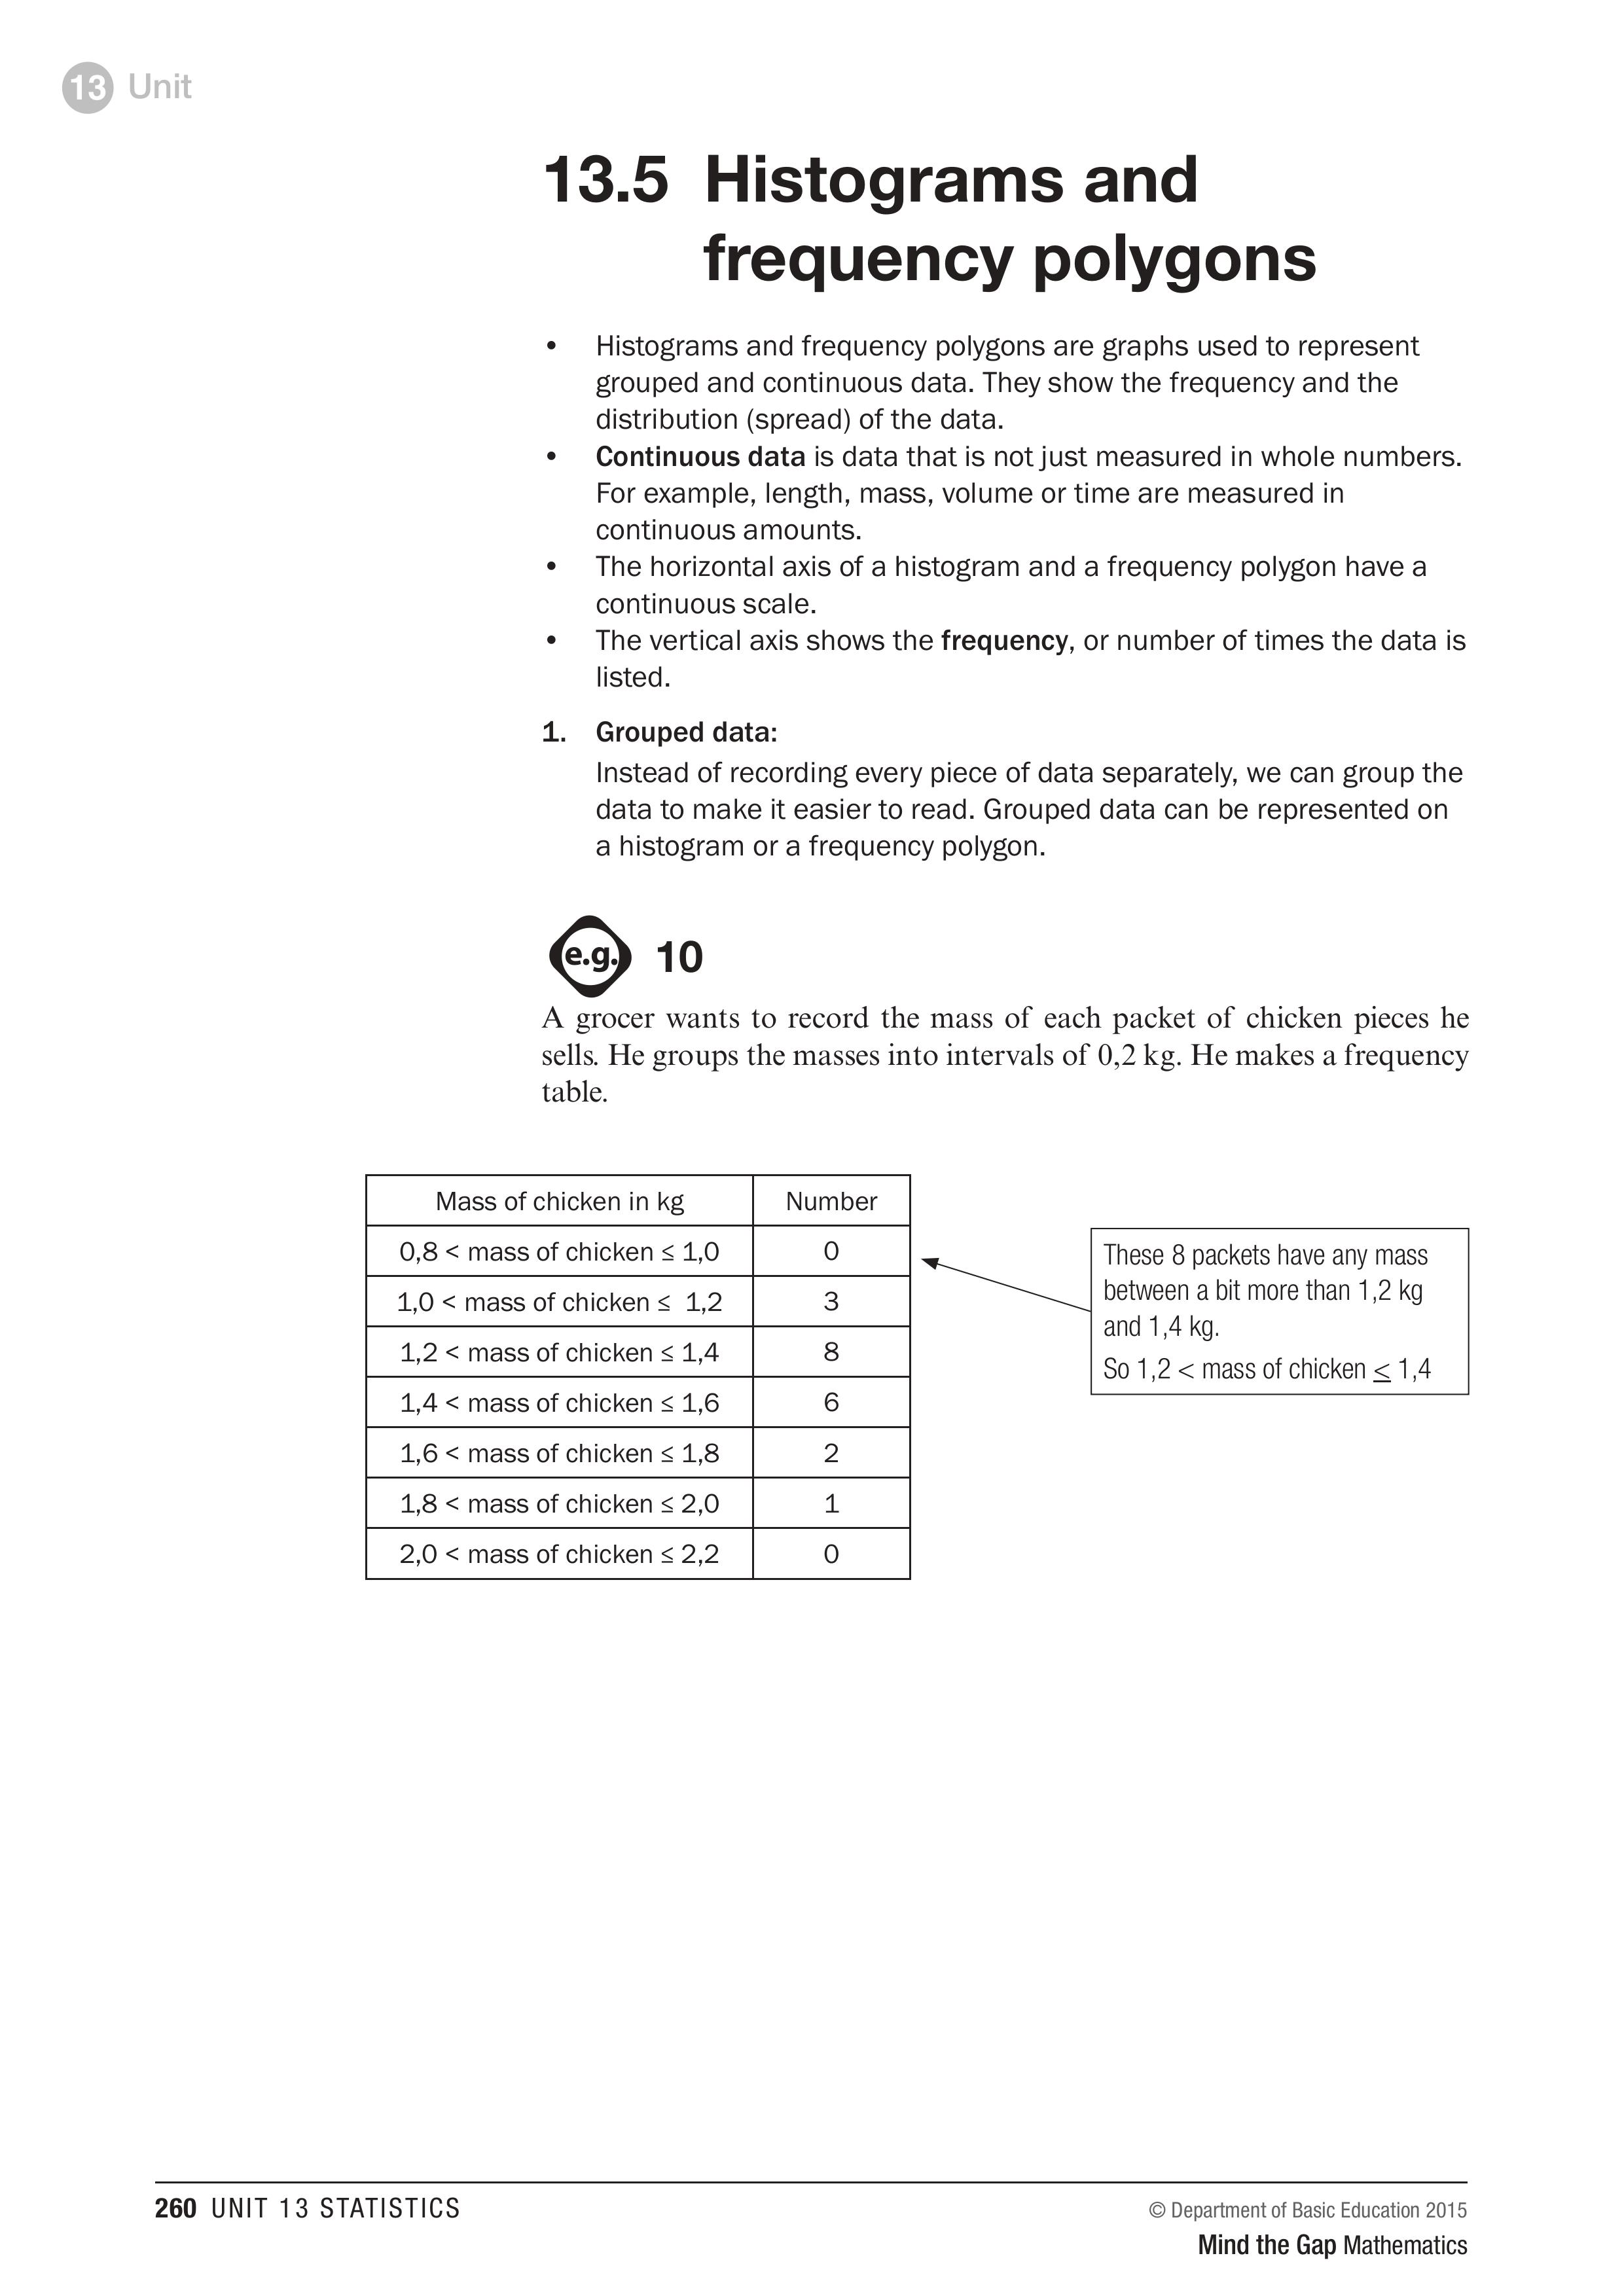 13 Unit
13.5 Histograms and
frequency polygons
• Histograms and frequency polygons are graphs used to represent
grouped and continuous data. They show the frequency and the
distribution (spread) of the data.
• Continuous data is data that is not just measured in whole numbers.
For example, length, mass, volume or time are measured in
continuous amounts.
• The horizontal axis of a histogram and a frequency polygon have a
continuous scale.
• The vertical axis shows the frequency, or number of times the data is
listed.
1. Grouped data:
Instead of recording every piece of data separately, we can group the
data to make it easier to read. Grouped data can be represented on
a histogram or a frequency polygon.
e.g. 10
A grocer wants to record the mass of each packet of chicken pieces he
sells. He groups the masses into intervals of 0,2 kg. He makes a frequency
table.
Mass of chicken in kg Number
0,8 < mass of chicken ≤ 1,0 0
1,0 < mass of chicken ≤ 1,2 3
1,2 < mass of chicken ≤ 1,4 8
1,4 < mass of chicken ≤ 1,6 6
1,6 < mass of chicken ≤ 1,8 2
1,8 < mass of chicken ≤ 2,0 1
2,0 < mass of chicken ≤ 2,2 0
These 8 packets have any mass
between a bit more than 1,2 kg
and 1,4 kg.
So 1,2 < mass of chicken ≤ 1,4
260 UNIT 13 STATISTICS
© Department of Basic Education 2015
Mind the Gap Mathematics